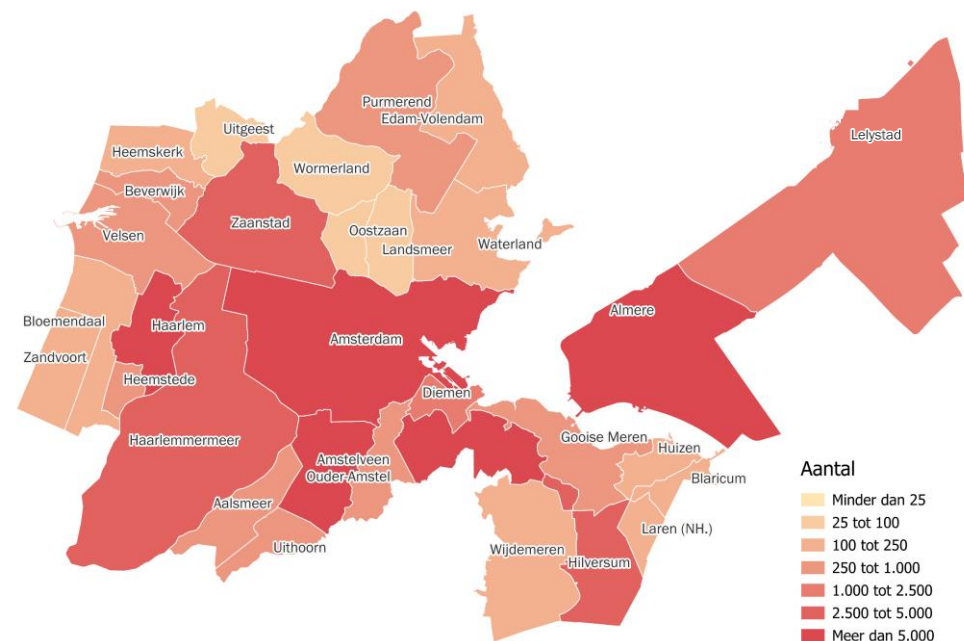 Purmerend
Edam-Volendam
Uitgeest
Lelystad
Heemskerk
Wormerland
Beverwijk
Zaanstad
Oostzaan
Velsen
Landsmeer
Waterland
Almere
Bloemendaal
Haarlem
Amsterdam
Zandvoort
Heemstede
Diemen
Haarlemmermeer
Gooise Meren
Huizen
Amstelveen
Ouder-Amstel
Blaricum
Aalsmeer
Laren (NH.)
Uithoorn
Wijdemeren
Hilversum
Aantal
Minder dan 25
25 tot 100
100 tot 250
250 tot 1.000
1.000 tot 2.500
2.500 tot 5.000
Meer dan 5.000